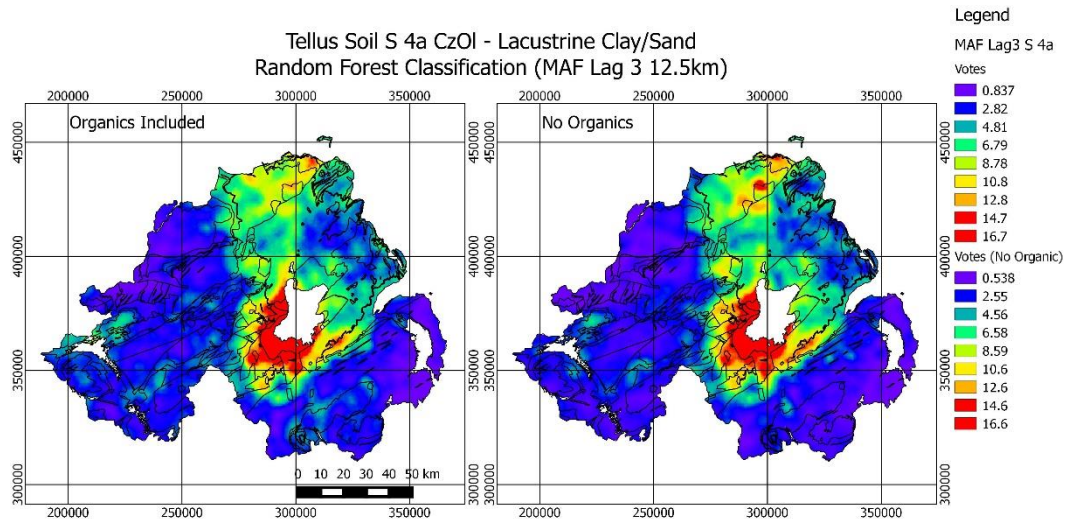 Tellus Soil S 4a CzOl - Lacustrine Clay/Sand
Random Forest Classification (MAF Lag 3 12.5km)
200000 250000 300000 350000
200000 250000 300000 350000
Organics Included
No Organics
450000
400000
350000
300000
450000
400000
350000
300000
450000
400000
350000
300000
450000
400000
350000
300000
0 10 20 30 40 50 km
200000 250000 300000 350000
200000 250000 300000 350000
Legend
MAF Lag3 S 4a
Votes
0.837
2.82
4.81
6.79
8.78
10.8
12.8
14.7
16.7
Votes (No Organic)
0.538
2.55
4.56
6.58
8.59
10.6
12.6
14.6
16.6